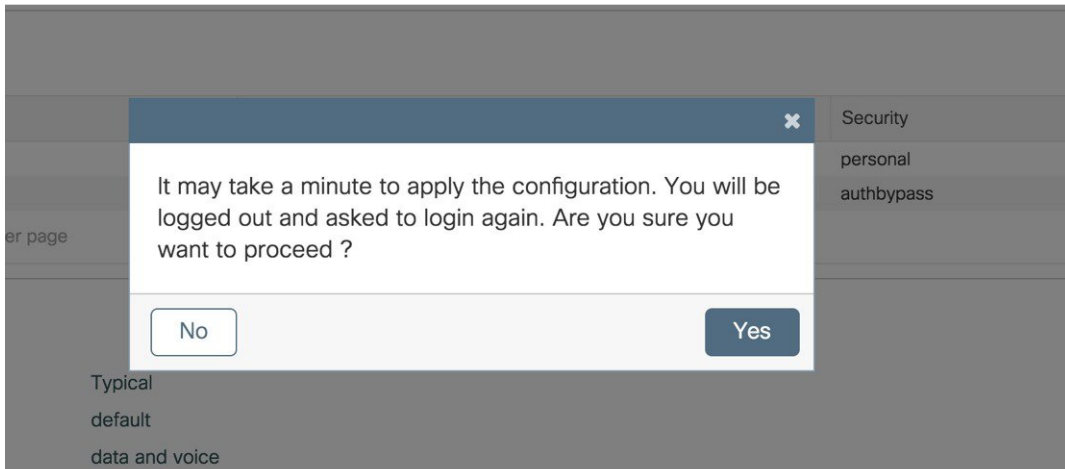 Security
personal
authbypass
It may take a minute to apply the configuration. You will be
logged out and asked to login again. Are you sure you
want to proceed ?
er page
No
Yes
Typical
default
data and voice